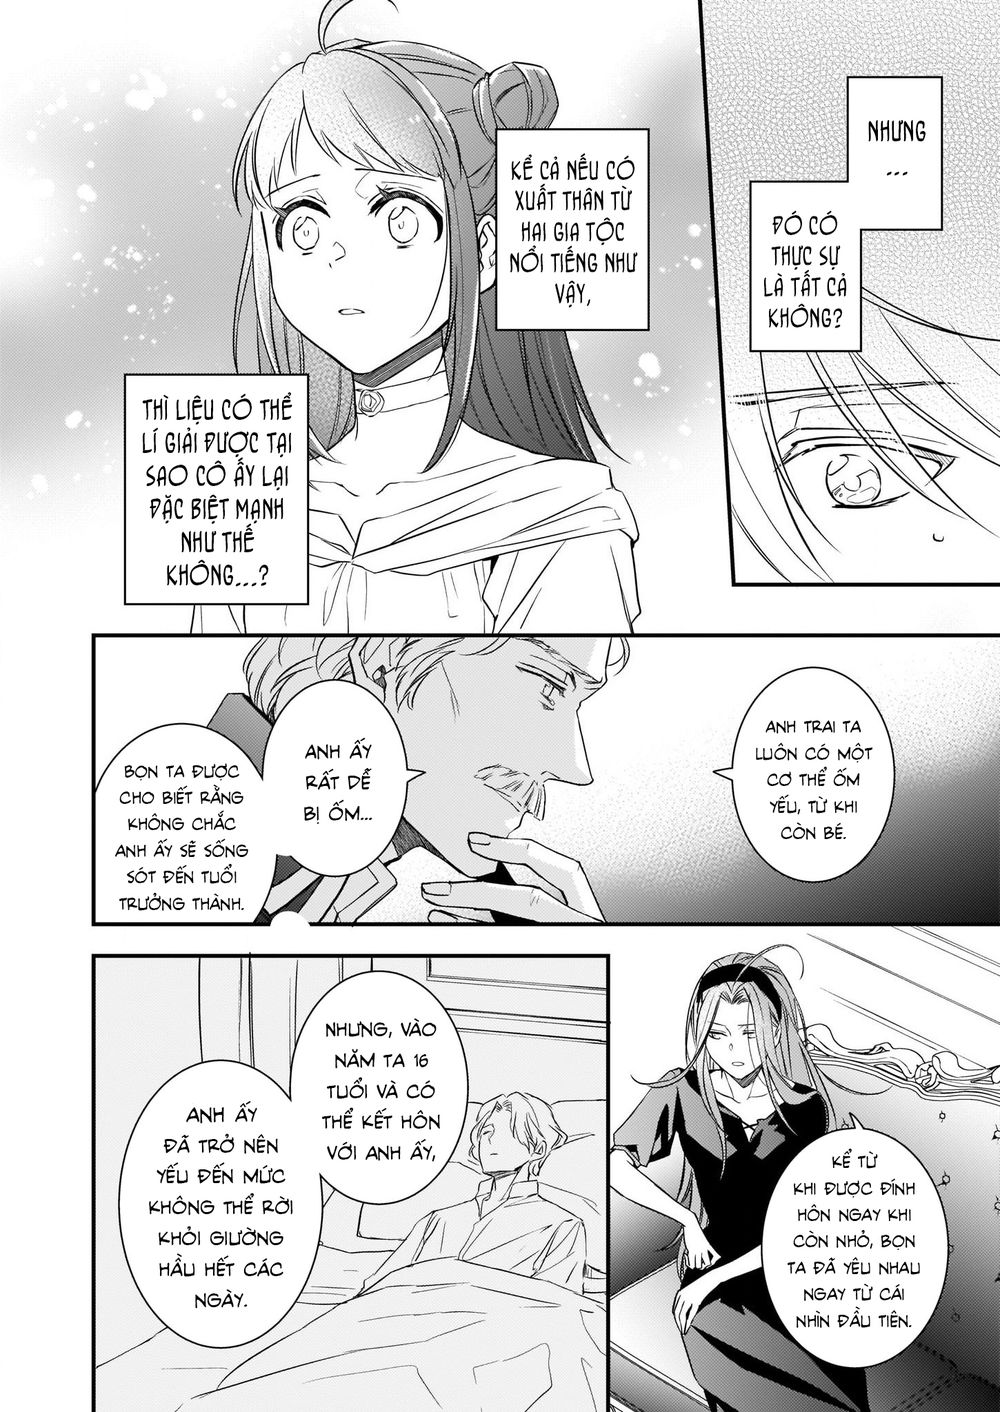 NHƯNG
...
ĐÓ CÓ
THỰC SỰ
LÀ TẤT CẢ
KHÔNG?
KỂ CẢ NẾU CÓ
XUẤT THÂN TỪ
HAI GIA TỘC
NỔI TIẾNG NHƯ
VẬY,
THÌ LIỆU CÓ THỂ
LÍ GIẢI ĐƯỢC TẠI
SAO CÔ ẤY LẠI
ĐẶC BIỆT MẠNH
NHƯ THẾ
KHÔNG...?
ANH TRAI TA
LUÔN CÓ MỘT
CƠ THỂ ỐM
YẾU, TỪ KHI
CÒN BÉ.
ANH ẤY
RẤT DỄ
BỊ ỐM...
BỌN TA ĐƯỢC
CHO BIẾT RẰNG
KHÔNG CHẮC
ANH ẤY SẼ SỐNG
SÓT ĐẾN TUỔI
TRƯỞNG THÀNH.
KỂ TỪ
KHI ĐƯỢC ĐÍNH
HÔN NGAY KHI
CÒN NHỎ, BỌN
TA ĐÃ YÊU NHAU
NGAY TỪ CÁI
NHÌN ĐẦU TIÊN.
NHƯNG, VÀO
NĂM TA 16
TUỔI VÀ CÓ
THỂ KẾT HÔN
VỚI ANH ẤY,
ANH ẤY
ĐÃ TRỞ NÊN
YẾU ĐẾN MỨC
KHÔNG THỂ RỜI
KHỎI GIƯỜNG
HẦU HẾT CÁC
NGÀY.